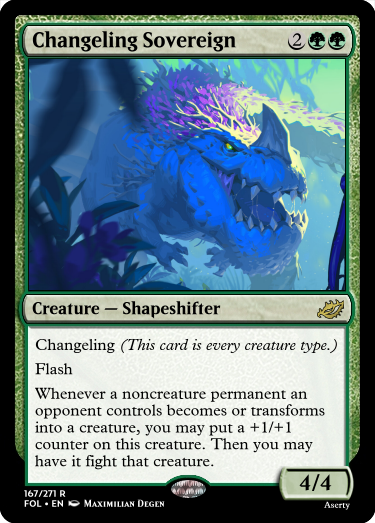 Changeling Sovereign 2
Creature — Shapeshifter
Changeling (This card is every creature type.)
Flash
Whenever a noncreature permanent an
opponent controls becomes or transforms
into a creature, you may put a +1/+1
counter on this creature. Then you may
have it fight that creature.
4/4
167/271 R
FOL • EN Maximilian Degen
Aserty